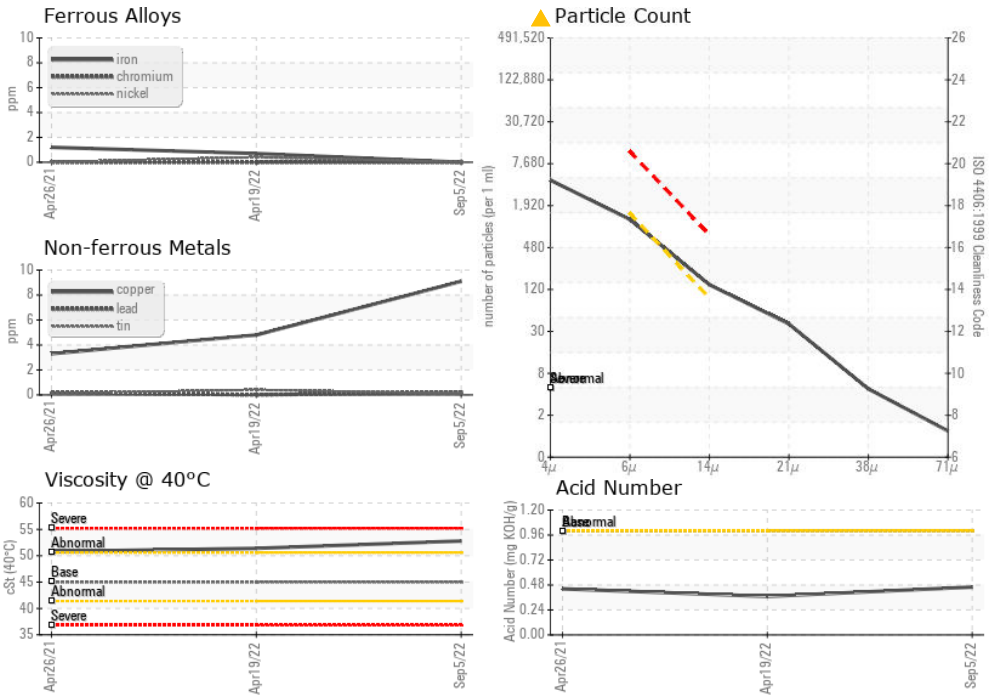 Ferrous Alloys
10
8
6
4
2
0
ppm
iron
chromium
nickel
Apr26/21
Apr19/22
Sep5/22
Non-ferrous Metals
10
8
6
4
2
0
ppm
copper
lead
tin
Apr26/21
Apr19/22
Sep5/22
Viscosity @ 40°C
60
55
50
45
40
35
cSt (40°C)
Severe
Abnormal
Base
Abnormal
Severe
Apr26/21
Apr19/22
Sep5/22
Particle Count
491,520
122,880
30,720
7,680
1,920
480
120
30
8
2
0
number of particles (per 1 ml)
26
24
22
20
18
16
14
12
10
8
6
ISO 4406:1999 Cleanliness Code
Severe
Abnormal
4µ
6µ
14µ
21µ
38µ
71µ
Acid Number
1.20
0.96
0.72
0.48
0.24
0.00
Acid Number (mg KOH/g)
Base
Abnormal
Apr26/21
Apr19/22
Sep5/22